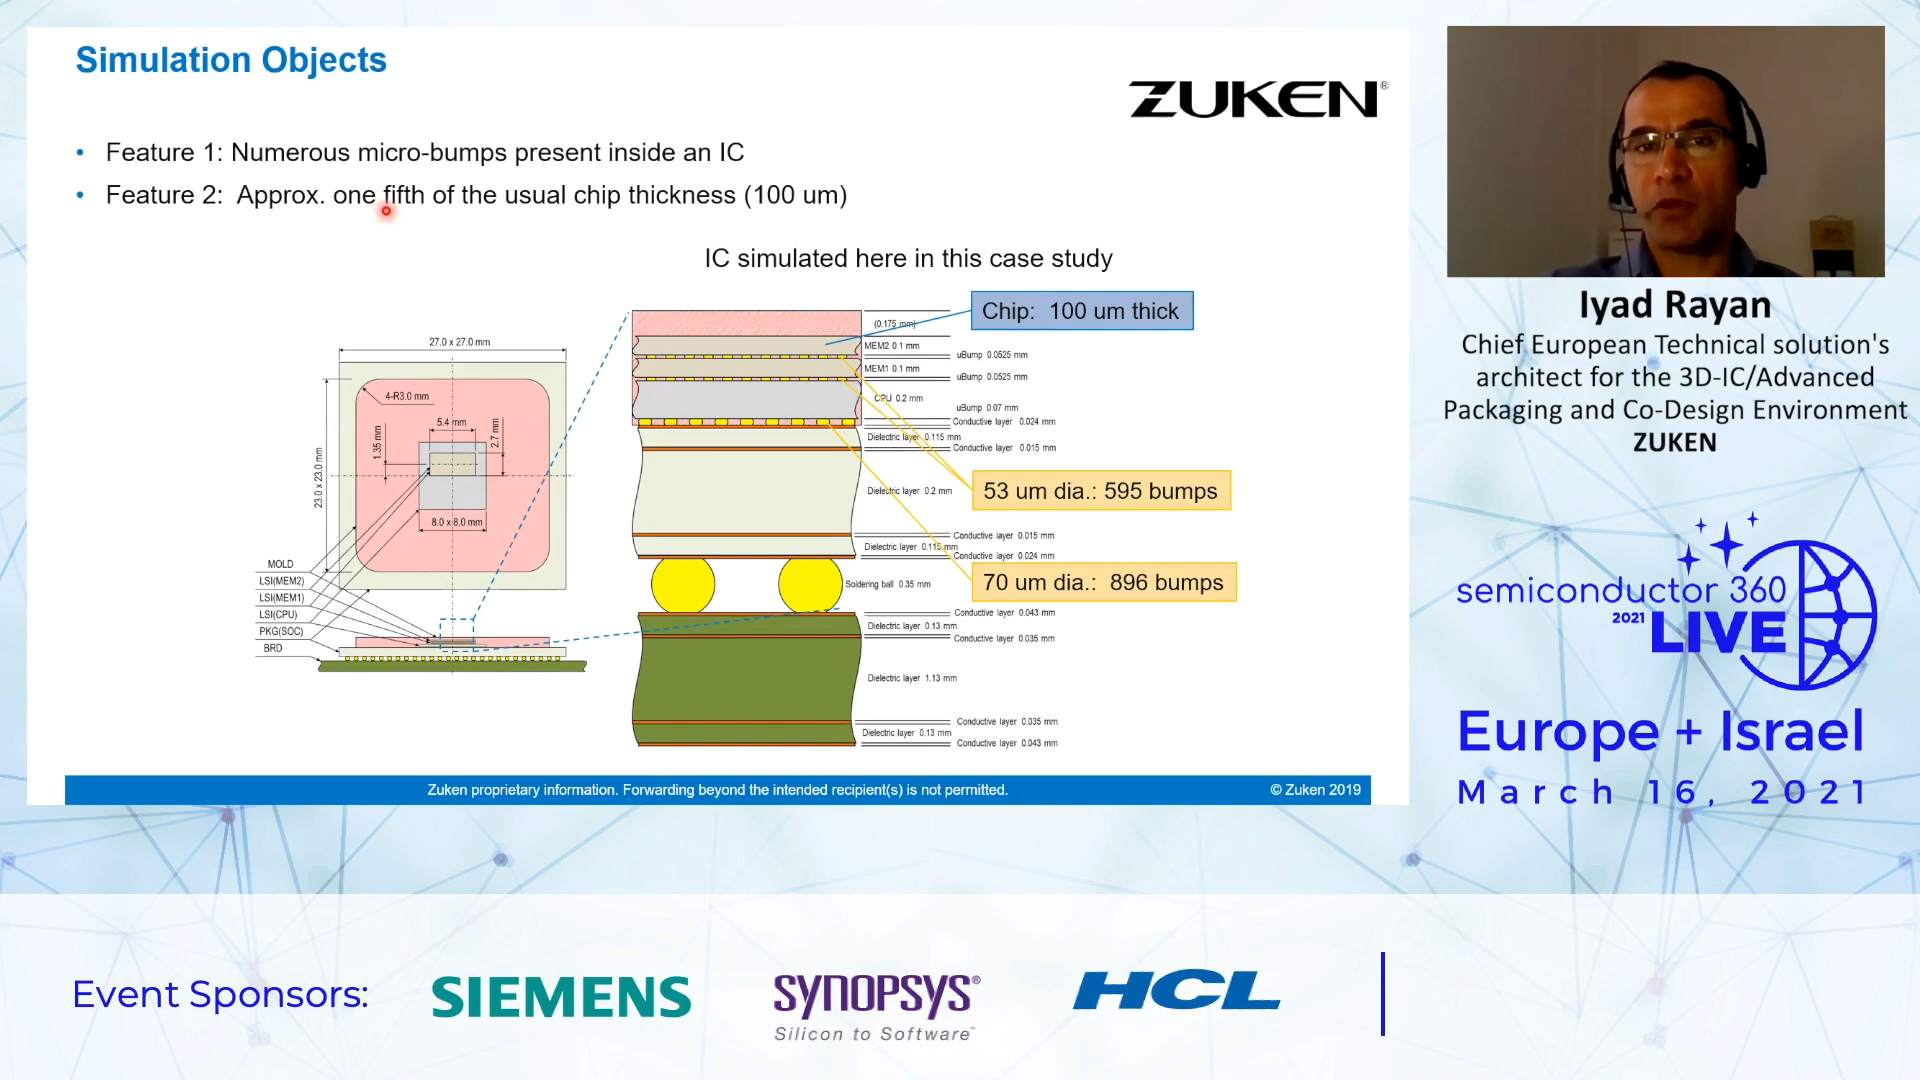 Simulation Objects
ZUKEN®
• Feature 1: Numerous micro-bumps present inside an IC
• Feature 2:  Approx. one fifth of the usual chip thickness (100 um)
IC simulated here in this case study
27.0 x 27.0 mm
4-R3.0 mm
5.4 mm
1.35 mm
2.7 mm
23.0 x 23.0 mm
8.0 x 8.0 mm
MOLD
LSI(MEM2)
LSI(MEM1)
LSI(CPU)
PKG(SOC)
BRD
Chip:  100 um thick
(0.175 mm)
MEM2 0.1 mm
uBump 0.0525 mm
MEM1 0.1 mm
uBump 0.0525 mm
CPU 0.2 mm
uBump 0.07 mm
Conductive layer 0.024 mm
Dielectric layer 0.115 mm
Conductive layer 0.015 mm
53 um dia.: 595 bumps
Dielectric layer 0.2 mm
Conductive layer 0.015 mm
Dielectric layer 0.115 mm
Conductive layer 0.024 mm
70 um dia.:  896 bumps
Soldering ball 0.35 mm
Conductive layer 0.043 mm
Dielectric layer 0.13 mm
Conductive layer 0.035 mm
Dielectric layer 1.13 mm
Conductive layer 0.035 mm
Dielectric layer 0.13 mm
Conductive layer 0.043 mm
Zuken proprietary information. Forwarding beyond the intended recipient(s) is not permitted.
© Zuken 2019
Iyad Rayan
Chief European Technical solution's
architect for the 3D-IC/Advanced
Packaging and Co-Design Environment
ZUKEN
semiconductor 360
2021 LIVE
Europe + Israel
March 16, 2021
Event Sponsors:
SIEMENS
SYNOPSYS®
Silicon to Software™
HCL